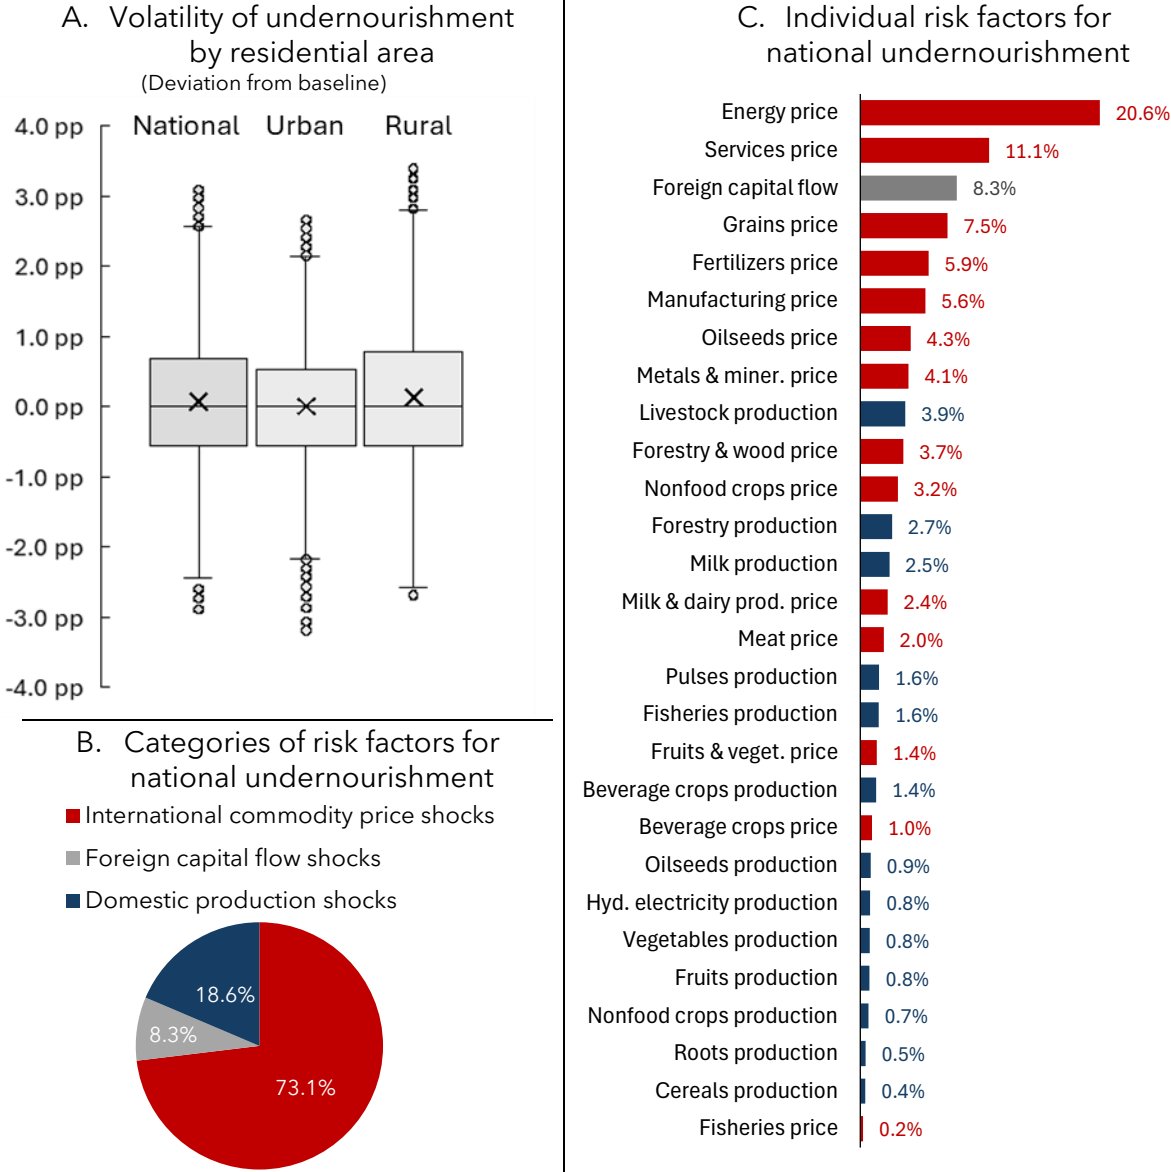 A. Volatility of undernourishment
by residential area
(Deviation from baseline)
National Urban Rural
4.0 pp
3.0 pp
2.0 pp
1.0 pp
0.0 pp
-1.0 pp
-2.0 pp
-3.0 pp
-4.0 pp
B. Categories of risk factors for
national undernourishment
International commodity price shocks
Foreign capital flow shocks
Domestic production shocks
18.6%
8.3%
73.1%
C. Individual risk factors for
national undernourishment
Energy price 20.6%
Services price 11.1%
Foreign capital flow 8.3%
Grains price 7.5%
Fertilizers price 5.9%
Manufacturing price 5.6%
Oilseeds price 4.3%
Metals & miner. price 4.1%
Livestock production 3.9%
Forestry & wood price 3.7%
Nonfood crops price 3.2%
Forestry production 2.7%
Milk production 2.5%
Milk & dairy prod. price 2.4%
Meat price 2.0%
Pulses production 1.6%
Fisheries production 1.6%
Fruits & veget. price 1.4%
Beverage crops production 1.4%
Beverage crops price 1.0%
Oilseeds production 0.9%
Hyd. electricity production 0.8%
Vegetables production 0.8%
Fruits production 0.8%
Nonfood crops production 0.7%
Roots production 0.5%
Cereals production 0.4%
Fisheries price 0.2%